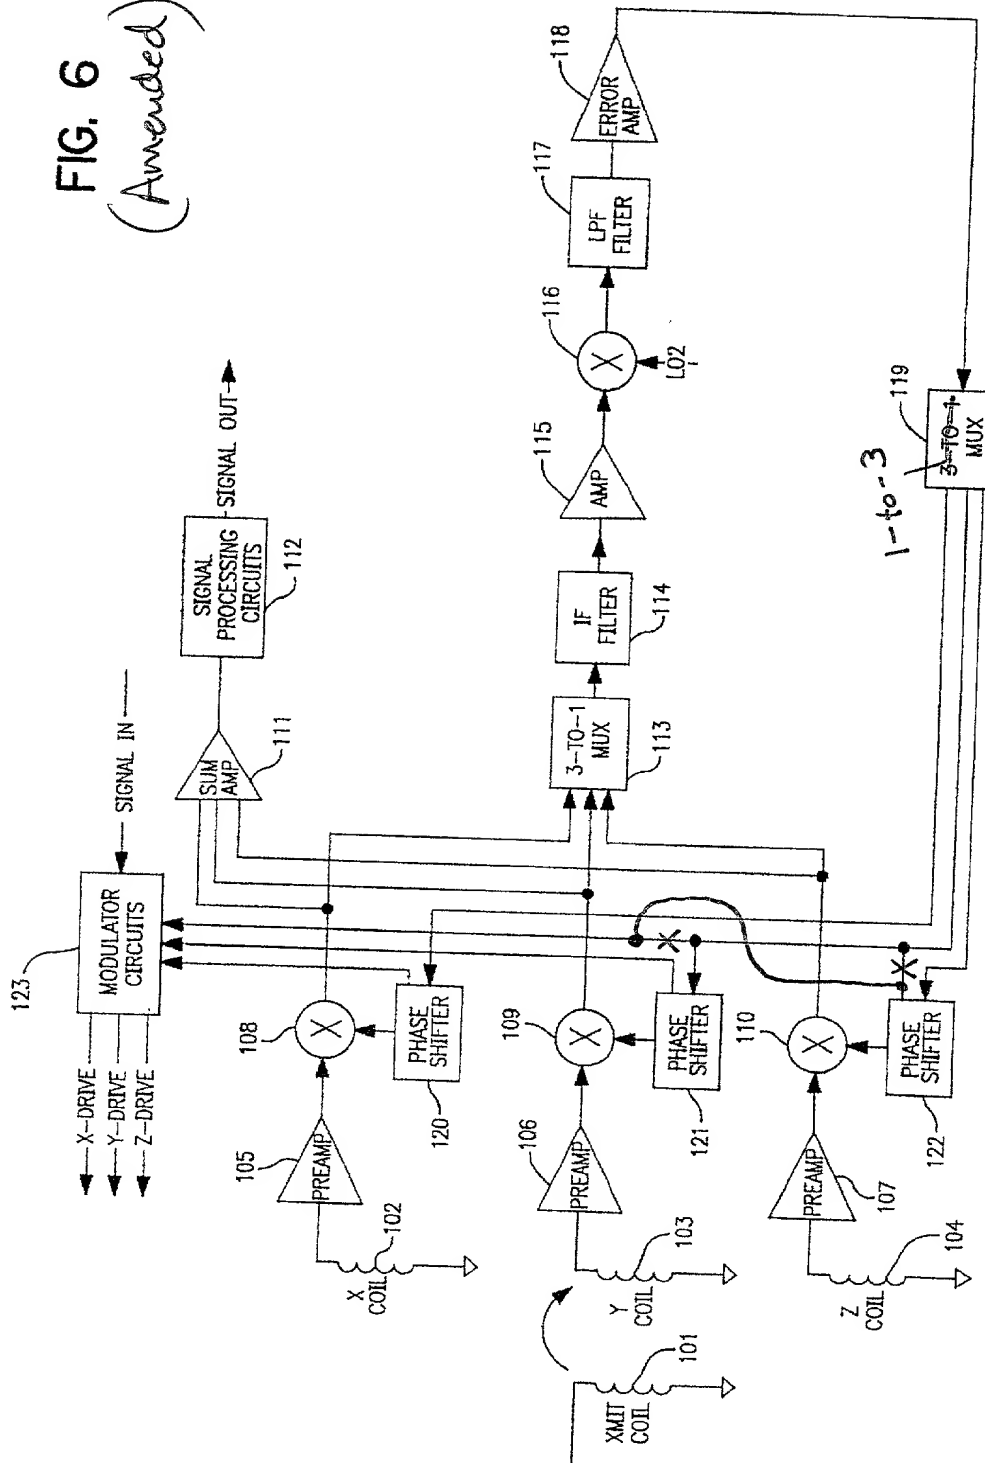 FIG. 6
(Amended)
123
MODULATOR
CIRCUITS
SIGNAL IN
X-DRIVE
Y-DRIVE
Z-DRIVE
SUM
AMP
111
SIGNAL
PROCESSING
CIRCUITS
112
SIGNAL OUT
X
COIL
102
105
PREAMP
108
X
PHASE
SHIFTER
120
XMIT
COIL
101
Y
COIL
103
106
PREAMP
109
X
PHASE
SHIFTER
121
X
3-TO-1
MUX
113
IF
FILTER
114
AMP
115
X
116
LO2
LPF
FILTER
117
ERROR
AMP
118
Z
COIL
104
PREAMP
107
110
X
PHASE
SHIFTER
122
X
1-to-3
3-TO-1
MUX
119